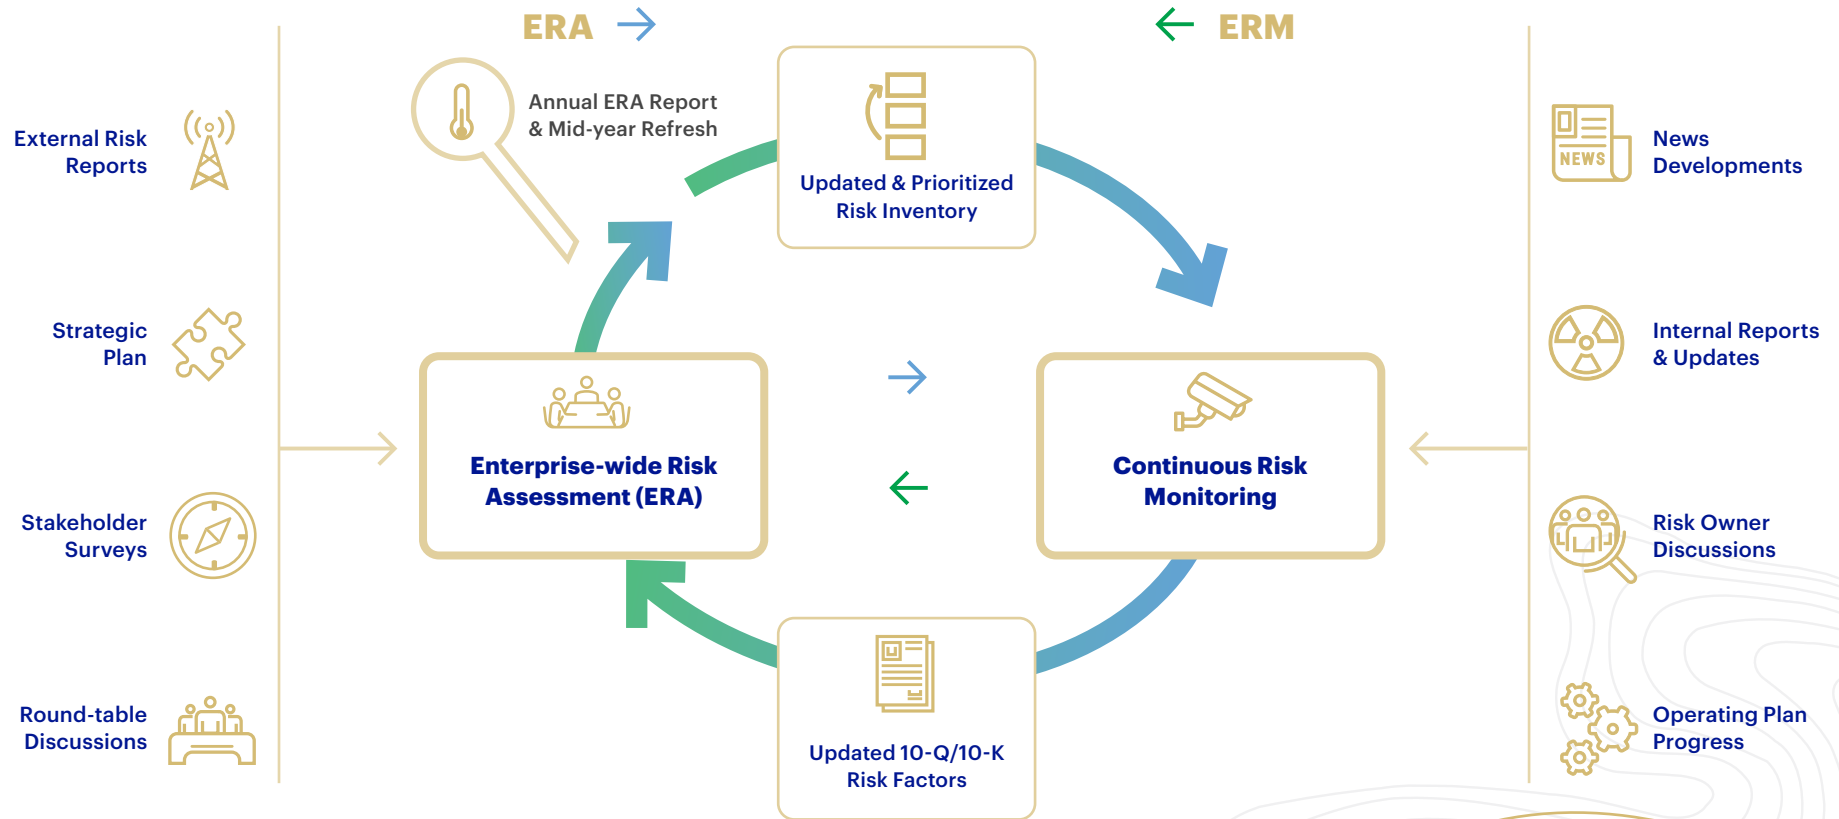 ERA
ERM
Annual ERA Report
& Mid-year Refresh
External Risk
Reports
Strategic
Plan
Stakeholder
Surveys
Round-table
Discussions
Updated & Prioritized
Risk Inventory
Enterprise-wide Risk
Assessment (ERA)
Continuous Risk
Monitoring
Updated 10-Q/10-K
Risk Factors
NEWS
News
Developments
Internal Reports
& Updates
Risk Owner
Discussions
Operating Plan
Progress